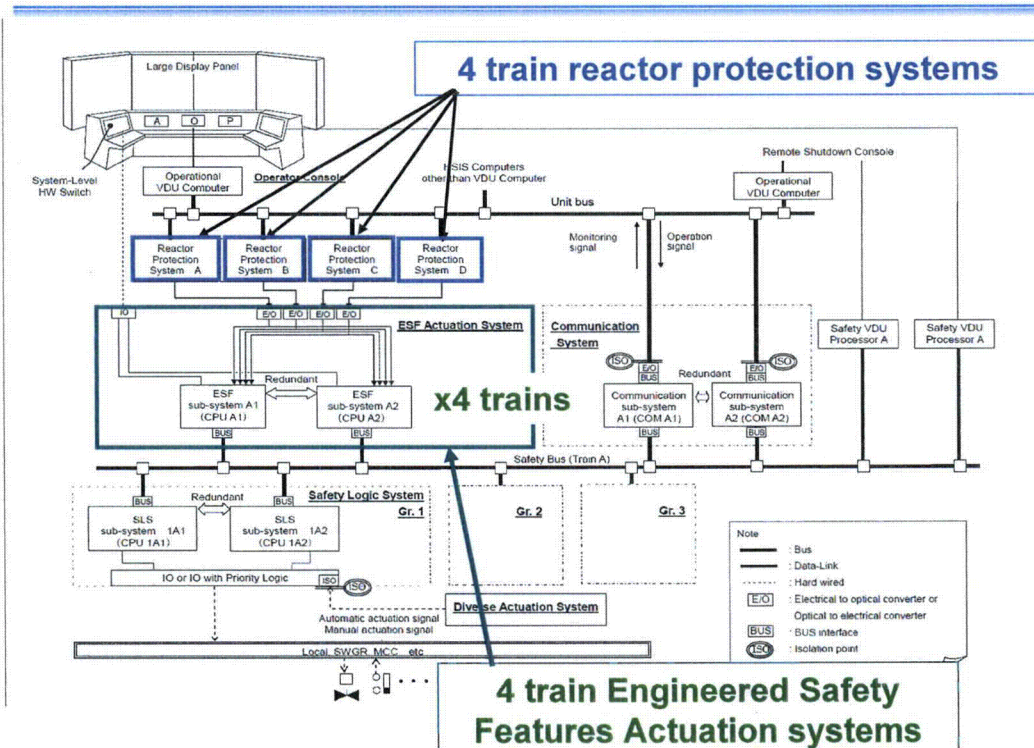 4 train reactor protection systems
Large Display Panel
A O P
System-Level
HW Switch
Operational
VDU Computer
Operator Console
HSIS Computers
other than VDU Computer
Remote Shutdown Console
Operational
VDU Computer
Unit bus
Reactor
Protection
System A
Reactor
Protection
System B
Reactor
Protection
System C
Reactor
Protection
System D
Monitoring
signal
Operation
signal
IO
E/O E/O E/O E/O
ESF Actuation System
Communication
System
Safety VDU
Processor A
Safety VDU
Processor A
ISO
E/O
BUS
ISO
E/O
BUS
Redundant
ESF
sub-system A1
(CPU A1)
BUS
ESF
sub-system A2
(CPU A2)
BUS
x4 trains
Redundant
Communication
sub-system
A1 (COM A1)
BUS
Communication
sub-system
A2 (COM A2)
BUS
Safety Bus (Train A)
BUS
Redundant
BUS
Safety Logic System
Gr. 1
Gr. 2
Gr. 3
SLS
sub-system 1A1
(CPU 1A1)
SLS
sub-system 1A2
(CPU 1A2)
IO or IO with Priority Logic
ISO
ISO
Automatic actuation signal
Manual actuation signal
Diverse Actuation System
Local, SWGR, MCC etc
Note
: Bus
: Data-Link
: Hard wired
E/O : Electrical to optical converter or
Optical to electrical converter
BUS : BUS interface
ISO : Isolation point
4 train Engineered Safety
Features Actuation systems